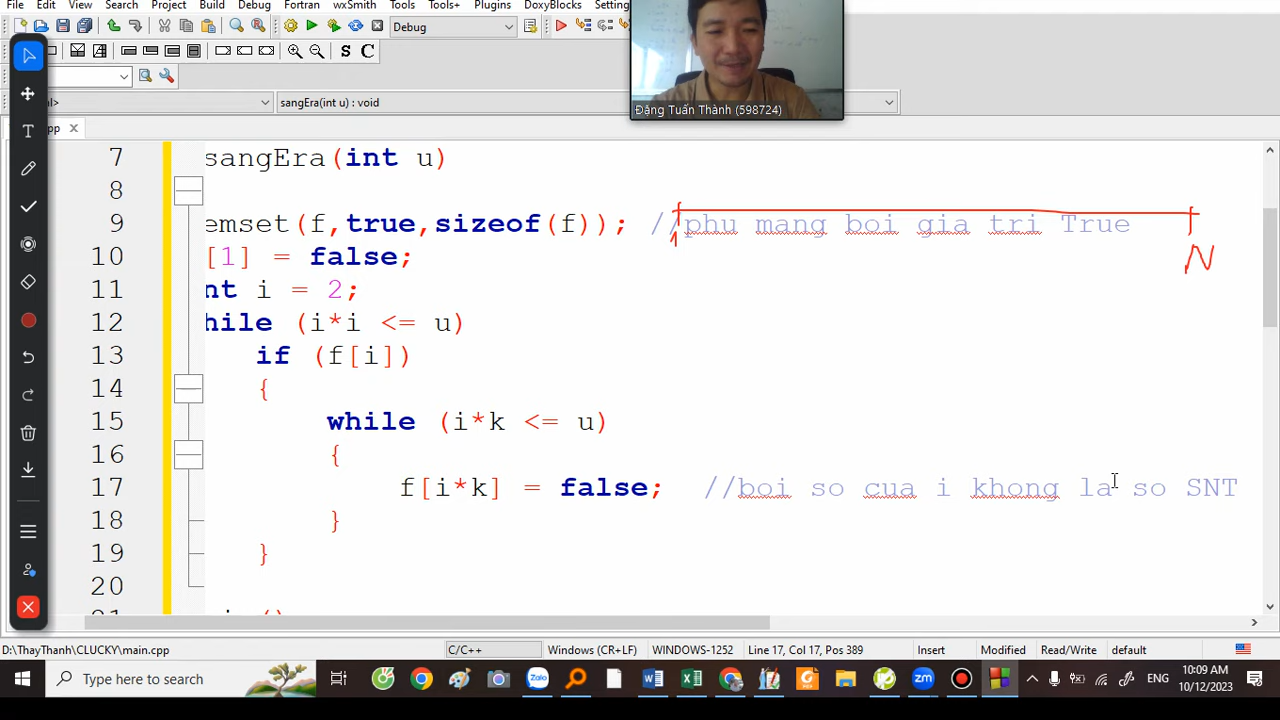 File
View
Search
Project
Build
Debug
Fortran
wxSmith
Tools
Tools+
Plugins
DoxyBlocks
Debug
S C
sangEra(int u) : void
Đặng Tuấn Thành (598724)
7 sangEra(int u)
8
9 emset(f,true,sizeof(f)); //phu mang boi gia tri True
1 N
10 [1] = false;
11 nt i = 2;
12 hile (i*i <= u)
13 if (f[i])
14 {
15 while (i*k <= u)
16 {
17 f[i*k] = false; //boi so cua i khong la so SNT
18 }
19 }
20
D:\ThayThanh\CLUCKY\main.cpp C/C++ Windows (CR+LF) WINDOWS-1252 Line 17, Col 17, Pos 389 Insert Modified Read/Write default
Type here to search
Zalo
zm
ENG
10:09 AM
10/12/2023